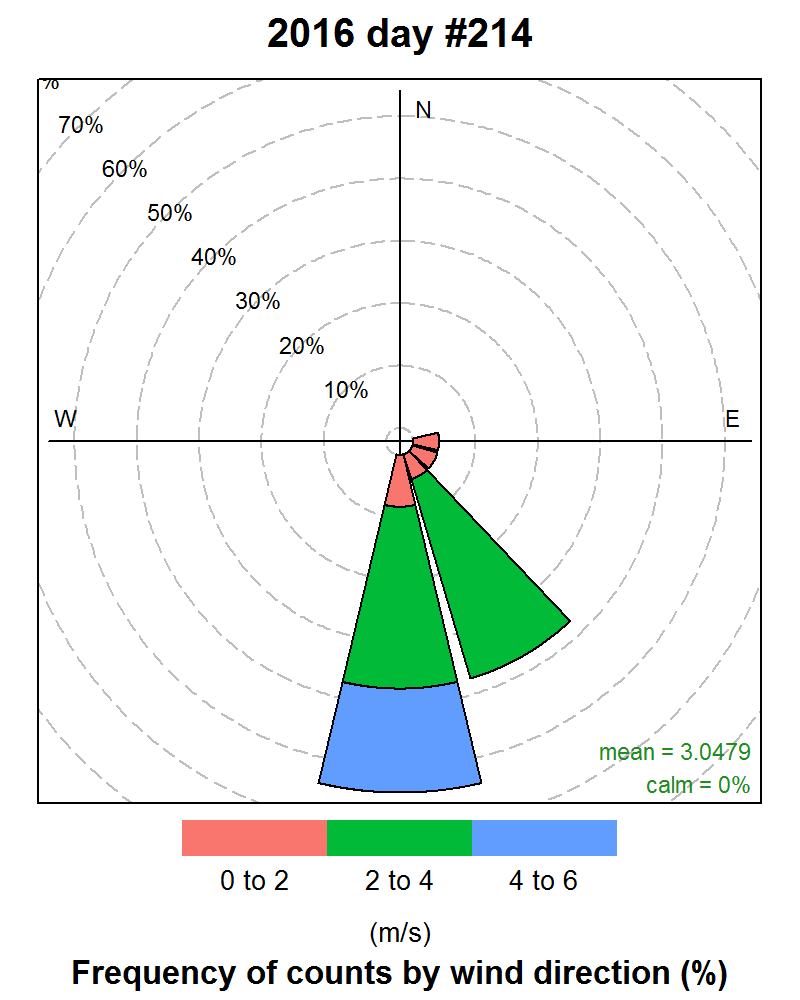 2016 day #214
%
70%
N
60%
50%
40%
30%
20%
10%
W
E
mean = 3.0479
calm = 0%
0 to 2 2 to 4 4 to 6
(m/s)
Frequency of counts by wind direction (%)